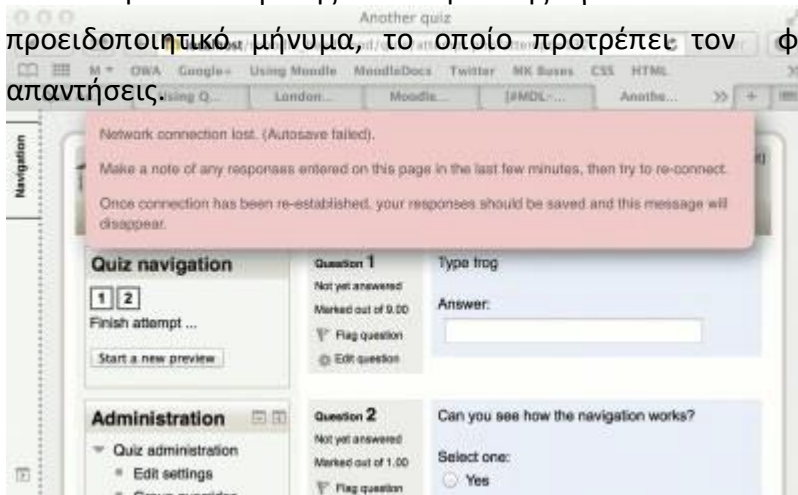 Another quiz
προειδοποιητικό μήνυμα, το οποίο προτρέπει τον φ
OWA Google+ Using Moodle MoodleDocs Twitter MK Buses CSS HTML
απαντήσεις.
London... Moodle... [#MDL-... Anothe...
Navigation
Network connection lost. (Autosave failed).
Make a note of any responses entered on this page in the last few minutes, then try to re-connect.
Once connection has been re-established, your responses should be saved and this message will
disappear.
Quiz navigation
1 2
Finish attempt ...
Start a new preview
Question 1
Not yet answered
Marked out of 9.00
Flag question
Edit question
Type frog
Answer:
Administration
Quiz administration
Edit settings
Question 2
Not yet answered
Marked out of 1.00
Flag question
Can you see how the navigation works?
Select one:
Yes